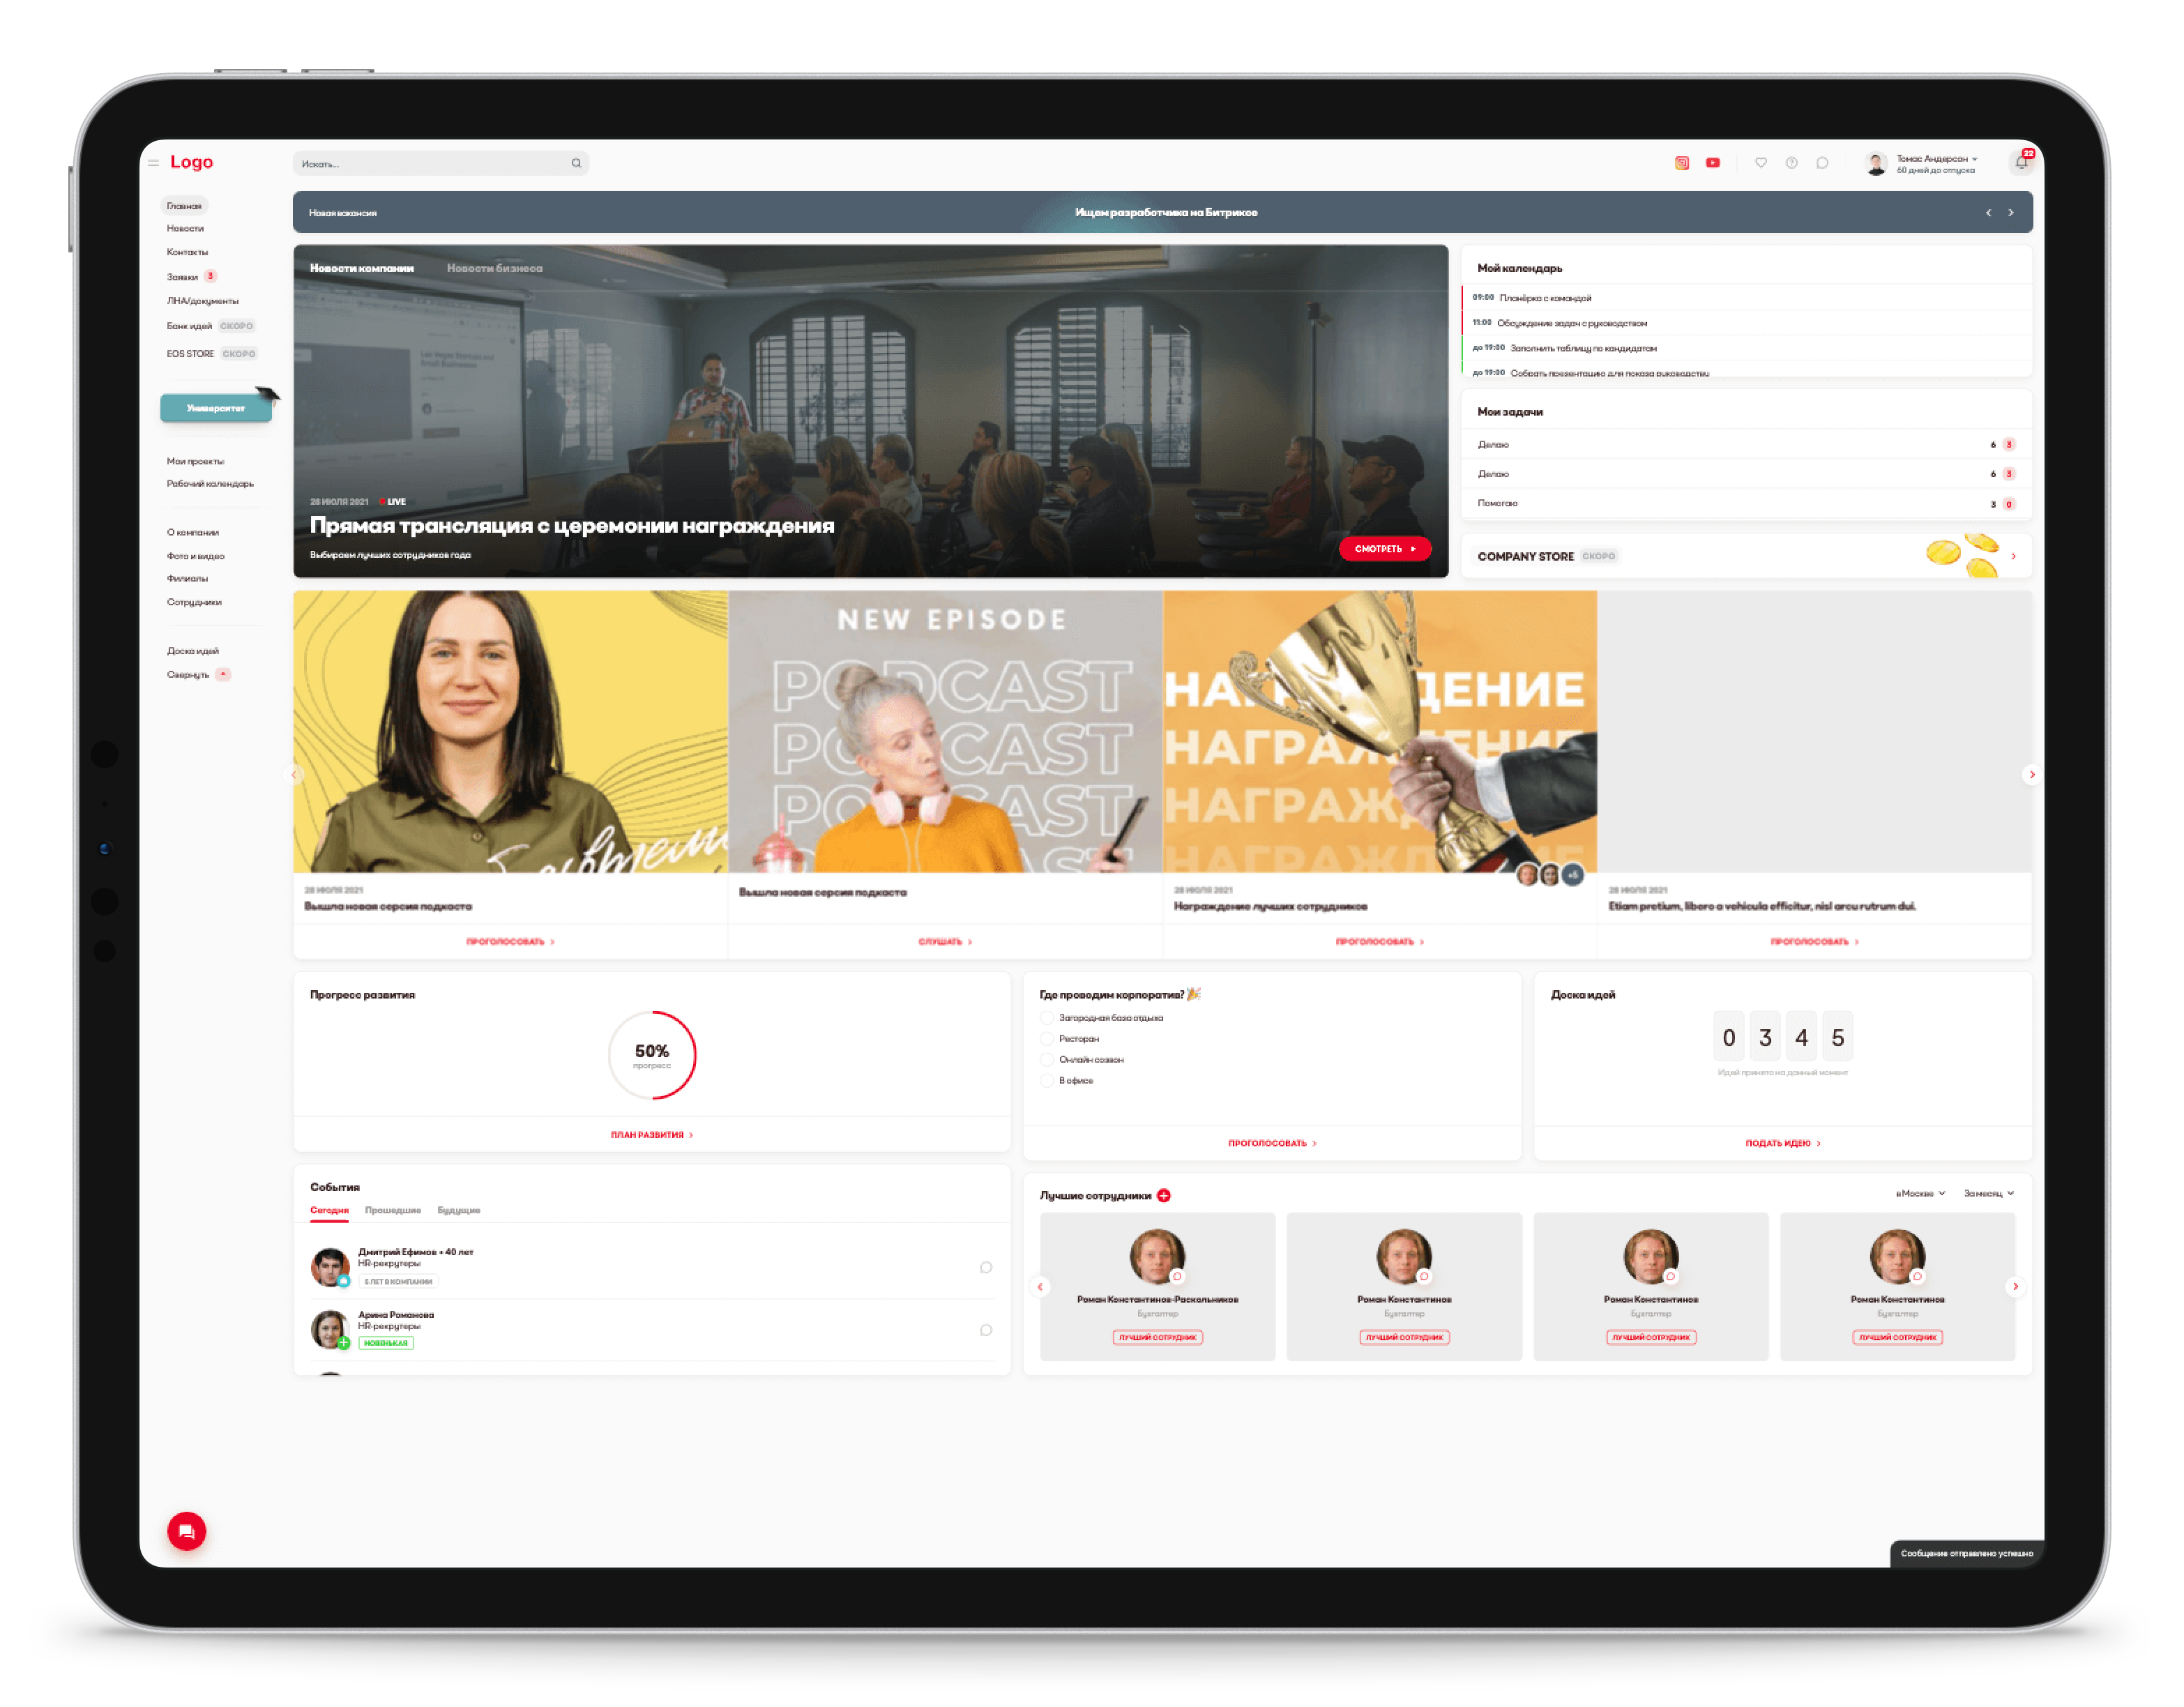 Logo
Искать...
Томас Андерсон
60 дней до отпуска
22
Главная
Новости
Контакты
Заявки 3
ЛНА/документы
Банк идей СКОРО
EOS STORE СКОРО
Университет
Мои проекты
Рабочий календарь
О компании
Фото и видео
Филиалы
Сотрудники
Доска идей
Свернуть
Новая вакансия
Ищем разработчика на Битриксе
Новости компании
Новости бизнеса
28 ИЮЛЯ 2021 LIVE
Прямая трансляция с церемонии награждения
Выбираем лучших сотрудников года
СМОТРЕТЬ
Мой календарь
09:00 Планёрка с командой
11:00 Обсуждение задач с руководством
до 19:00 Заполнить таблицу по кандидатам
до 19:00 Собрать презентацию для показа руководству
Мои задачи
Делаю 6 3
Делаю 6 3
Помогаю 3 0
COMPANY STORE СКОРО
28 ИЮЛЯ 2021
Вышла новая серсия подкаста
ПРОГОЛОСОВАТЬ
NEW EPISODE
PODCAST
PODCAST
PODCAST
Вышла новая серсия подкаста
СЛУШАТЬ
НАГРАЖДЕНИЕ
НАГРАЖДЕНИЕ
НАГРАЖДЕНИЕ
НАГРАЖДЕНИЕ
+5
28 ИЮЛЯ 2021
Награждение лучших сотрудников
ПРОГОЛОСОВАТЬ
28 ИЮЛЯ 2021
Etiam pretium, libero a vehicula efficitur, nisl arcu rutrum dui.
ПРОГОЛОСОВАТЬ
Прогресс развития
50%
прогресс
ПЛАН РАЗВИТИЯ
Где проводим корпоратив? 🎉
Загородная база отдыха
Ресторан
Онлайн созвон
В офисе
ПРОГОЛОСОВАТЬ
Доска идей
0 3 4 5
Идей принято на данный момент
ПОДАТЬ ИДЕЮ
События
Сегодня Прошедшие Будущие
Дмитрий Ефимов • 40 лет
HR-рекрутеры
5 ЛЕТ В КОМПАНИИ
Арина Романова
HR-рекрутеры
НОВЕНЬКАЯ
Лучшие сотрудники
в Москве За месяц
Роман Константинов-Раскольников
Бухгалтер
ЛУЧШИЙ СОТРУДНИК
Роман Константинов
Бухгалтер
ЛУЧШИЙ СОТРУДНИК
Роман Константинов
Бухгалтер
ЛУЧШИЙ СОТРУДНИК
Роман Константинов
Бухгалтер
ЛУЧШИЙ СОТРУДНИК
Сообщение отправлено успешно